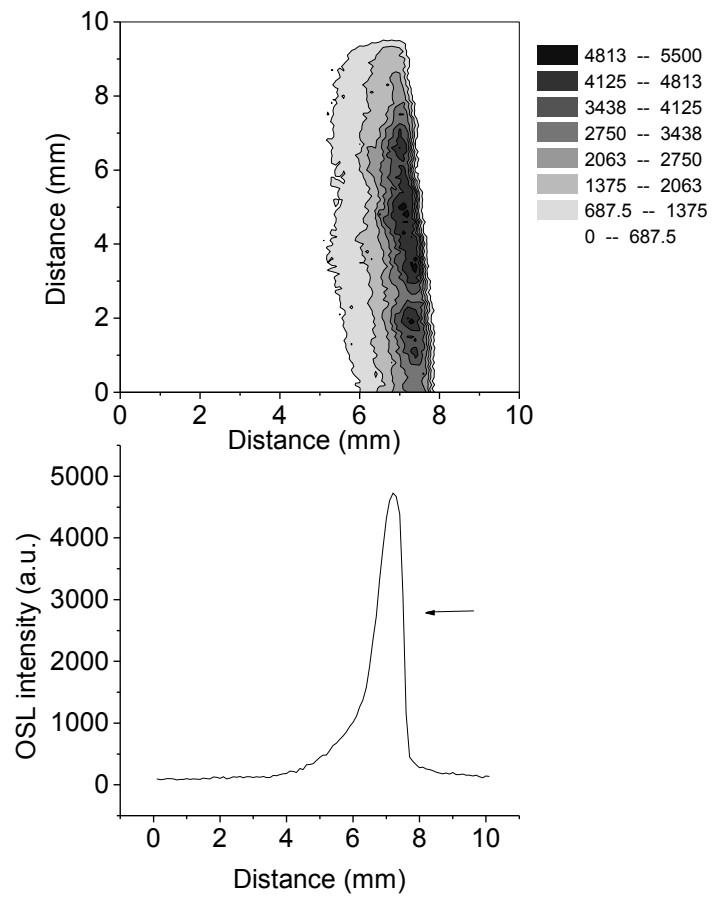 10
8
6
4
2
0
Distance (mm)
0 2 4 6 8 10
Distance (mm)
4813 -- 5500
4125 -- 4813
3438 -- 4125
2750 -- 3438
2063 -- 2750
1375 -- 2063
687.5 -- 1375
0 -- 687.5
5000
4000
3000
2000
1000
0
OSL intensity (a.u.)
0 2 4 6 8 10
Distance (mm)